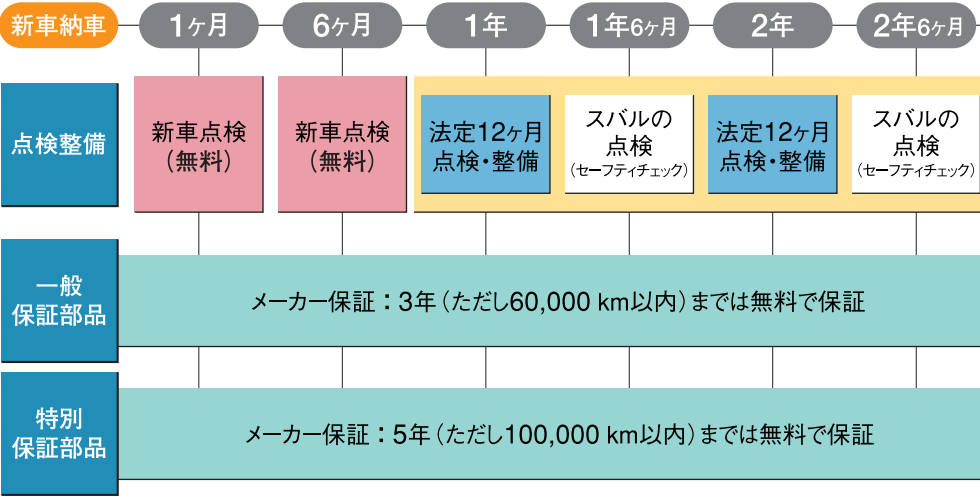 新車納車
1ヶ月
6ヶ月
1年
1年6ヶ月
2年
2年6ヶ月
点検整備
新車点検
(無料)
新車点検
(無料)
法定12ヶ月
点検・整備
スバルの
点検
(セーフティチェック)
法定12ヶ月
点検・整備
スバルの
点検
(セーフティチェック)
一般
保証部品
メーカー保証：3年(ただし60,000 km以内)までは無料で保証
特別
保証部品
メーカー保証：5年(ただし100,000 km以内)までは無料で保証